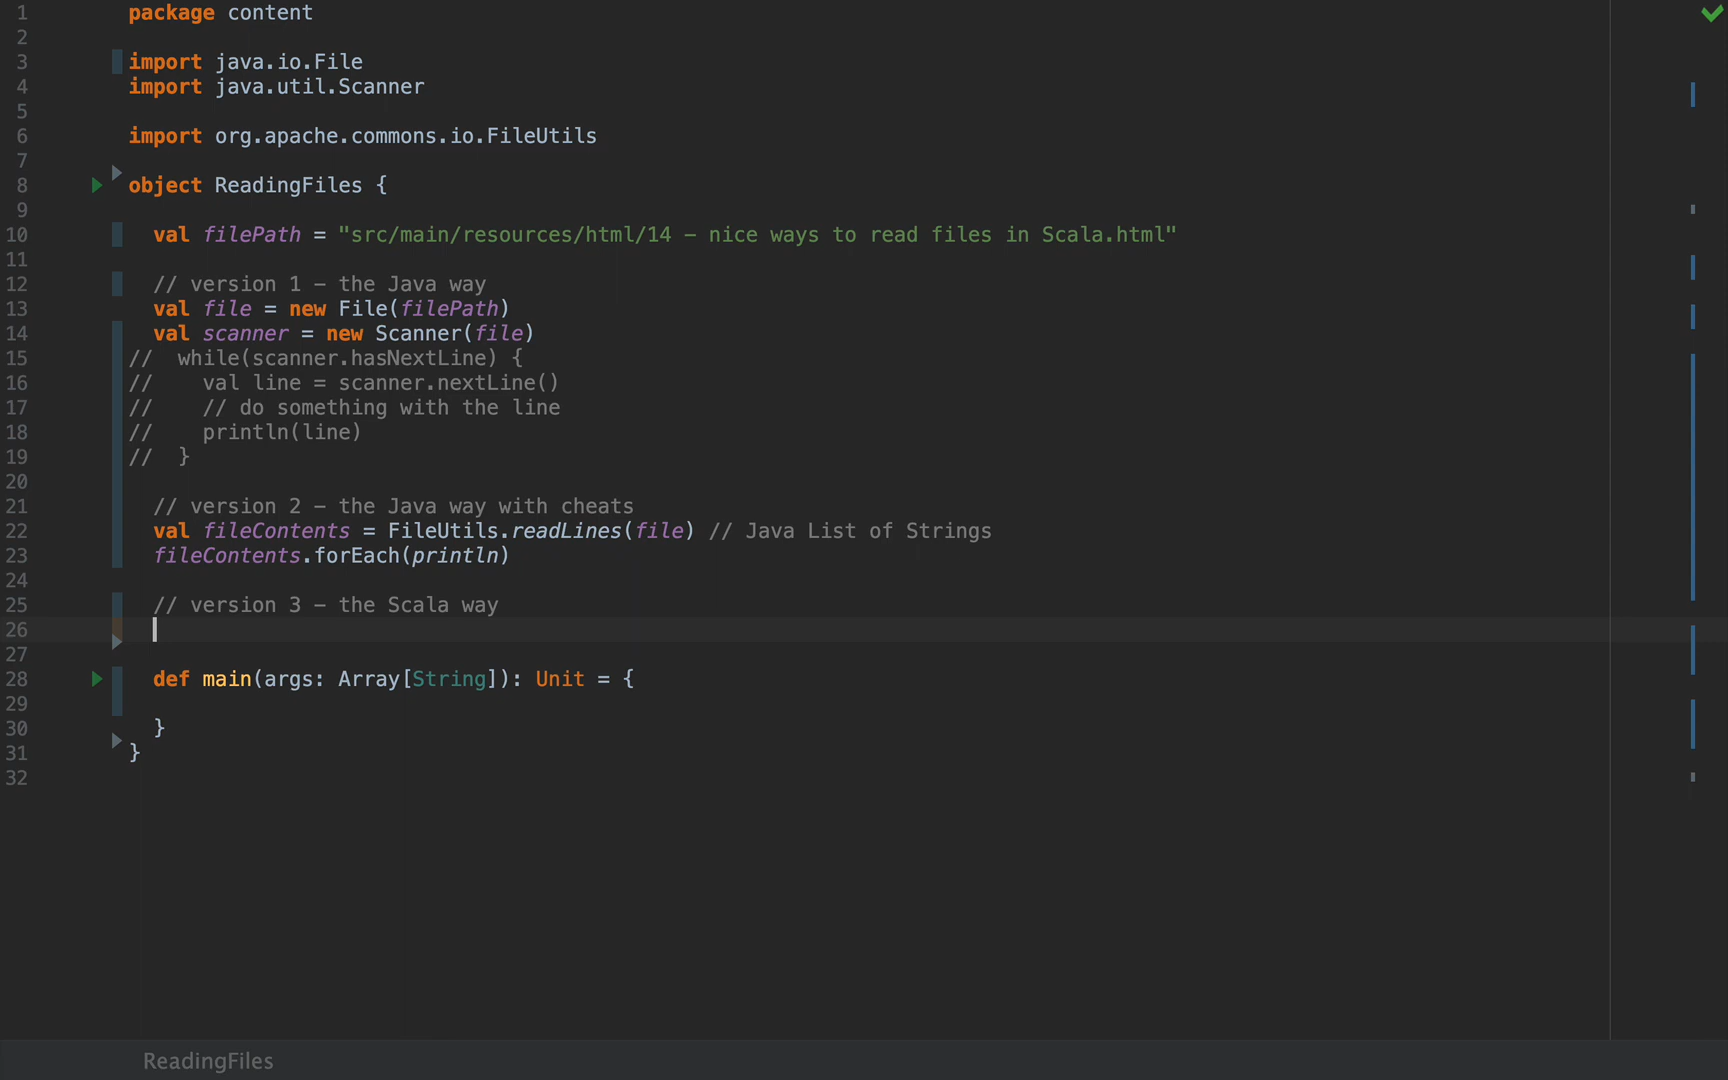 1 package content
2
3 import java.io.File
4 import java.util.Scanner
5
6 import org.apache.commons.io.FileUtils
7
8 object ReadingFiles {
9
10 val filePath = "src/main/resources/html/14 – nice ways to read files in Scala.html"
11
12 // version 1 – the Java way
13 val file = new File(filePath)
14 val scanner = new Scanner(file)
15 //  while(scanner.hasNextLine) {
16 //    val line = scanner.nextLine()
17 //    // do something with the line
18 //    println(line)
19 //  }
20
21 // version 2 – the Java way with cheats
22 val fileContents = FileUtils.readLines(file) // Java List of Strings
23 fileContents.forEach(println)
24
25 // version 3 – the Scala way
26
27
28 def main(args: Array[String]): Unit = {
29
30 }
31 }
32
ReadingFiles